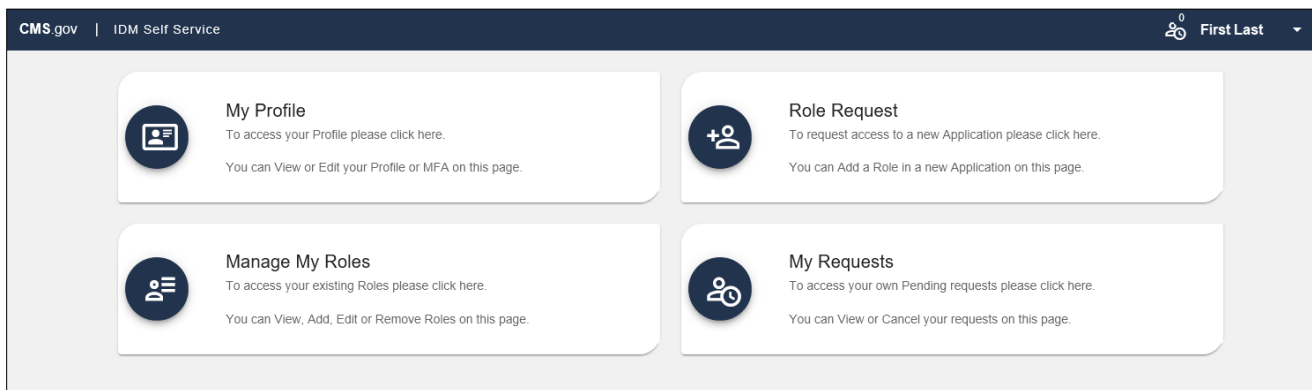 CMS.gov | IDM Self Service
0
First Last
My Profile
To access your Profile please click here.
You can View or Edit your Profile or MFA on this page.
Role Request
To request access to a new Application please click here.
You can Add a Role in a new Application on this page.
Manage My Roles
To access your existing Roles please click here.
You can View, Add, Edit or Remove Roles on this page.
My Requests
To access your own Pending requests please click here.
You can View or Cancel your requests on this page.